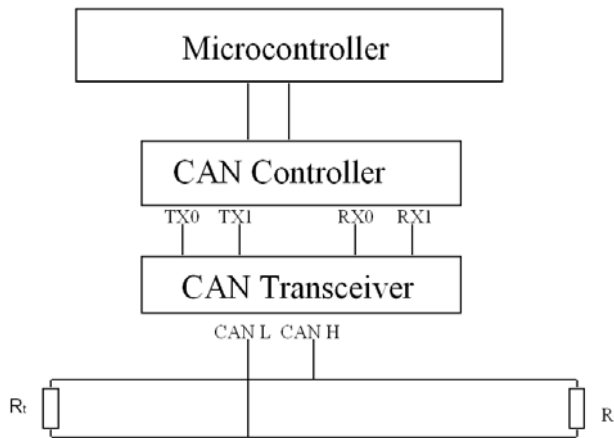 Microcontroller
CAN Controller
TX0 TX1 RX0 RX1
CAN Transceiver
CAN L CAN H
Rt R